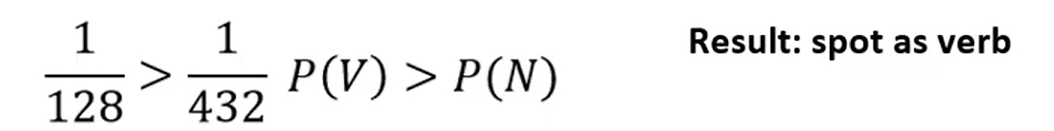 1/128 > 1/432 P(V) > P(N)
Result: spot as verb